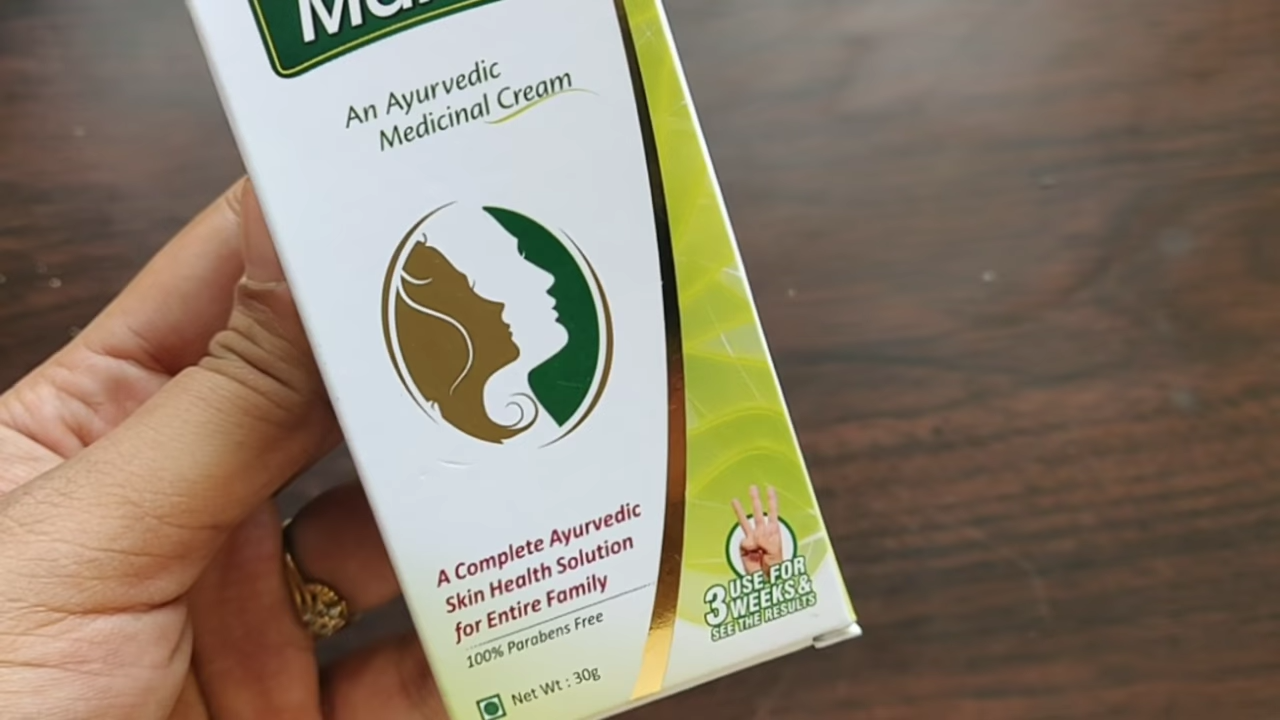 An Ayurvedic
Medicinal Cream
A Complete Ayurvedic
Skin Health Solution
for Entire Family
100% Parabens Free
Net Wt : 30g
3 USE FOR
WEEKS &
SEE THE RESULTS